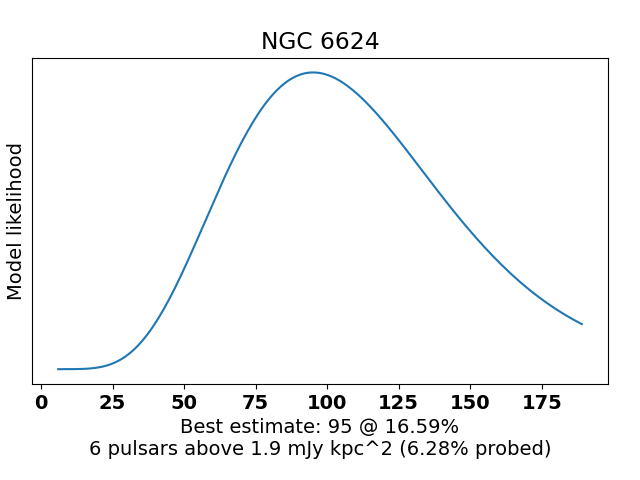 NGC 6624
Model likelihood
0 25 50 75 100 125 150 175
Best estimate: 95 @ 16.59%
6 pulsars above 1.9 mJy kpc^2 (6.28% probed)